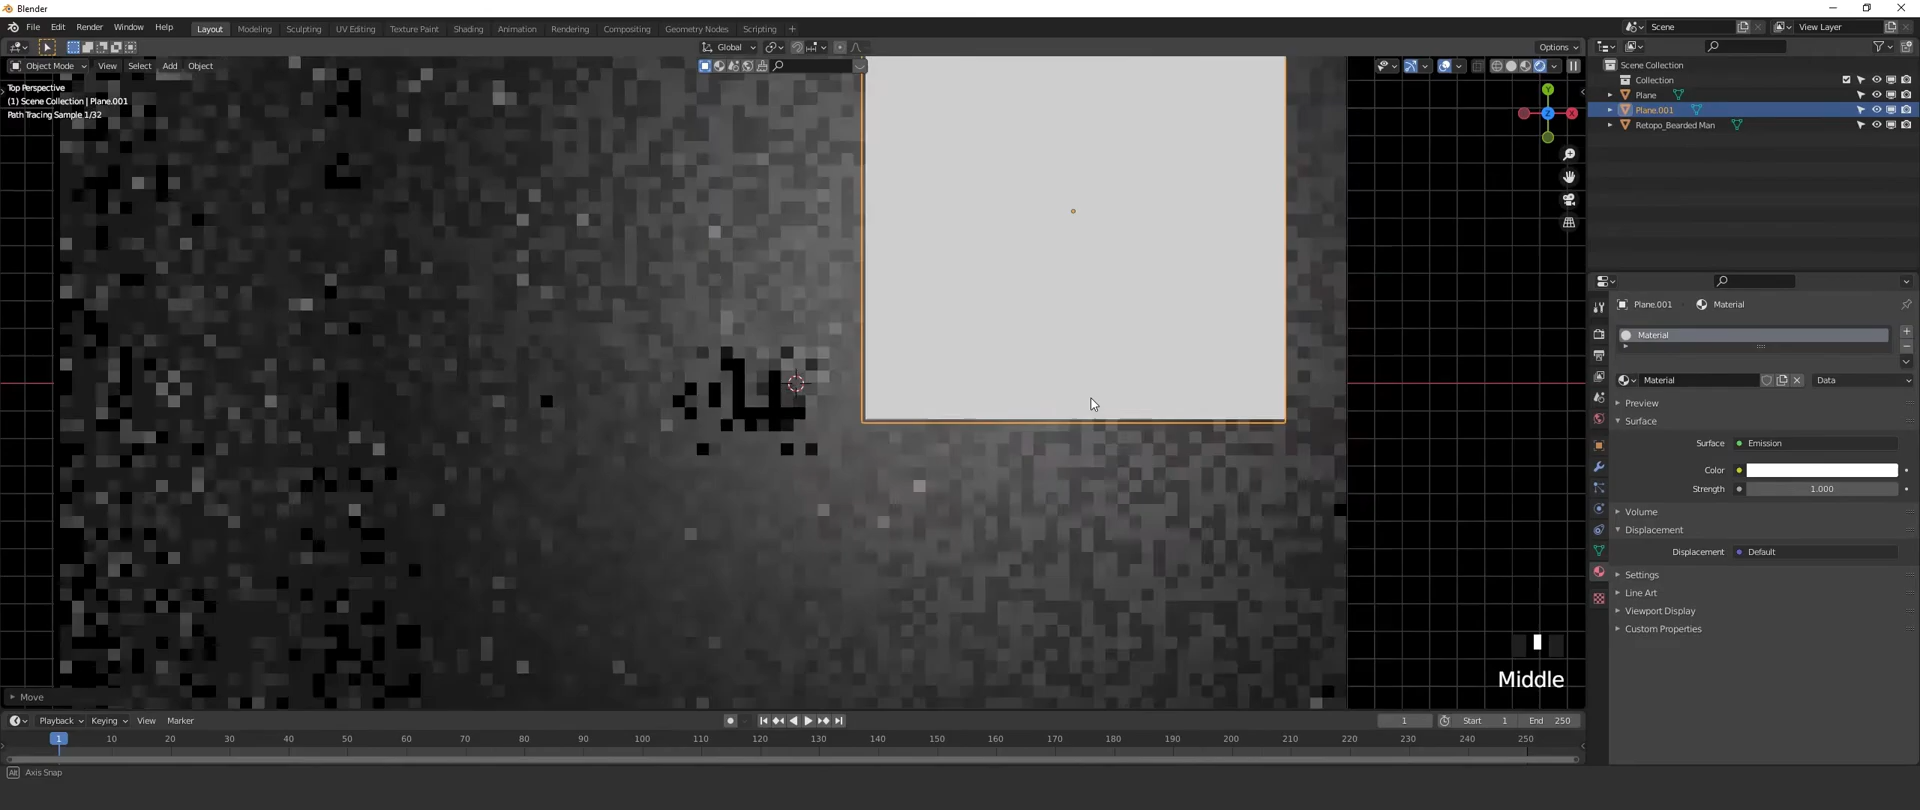 Blender
File Edit Render Window Help
Layout Modeling Sculpting UV Editing Texture Paint Shading Animation Rendering Compositing Geometry Nodes Scripting +
Scene
View Layer
Global
Options
Object Mode View Select Add Object
Top Perspective
(1) Scene Collection | Plane.001
Path Tracing Sample 1/32
Y
Z
X
Scene Collection
Collection
Plane
Plane.001
Retopo_Bearded Man
Plane.001 Material
Material
Material Data
Preview
Surface
Surface Emission
Color
Strength 1.000
Volume
Displacement
Displacement Default
Settings
Line Art
Viewport Display
Custom Properties
Middle
Move
Playback Keying View Marker
1 Start 1 End 250
1 10 20 30 40 50 60 70 80 90 100 110 120 130 140 150 160 170 180 190 200 210 220 230 240 250
Alt Axis Snap